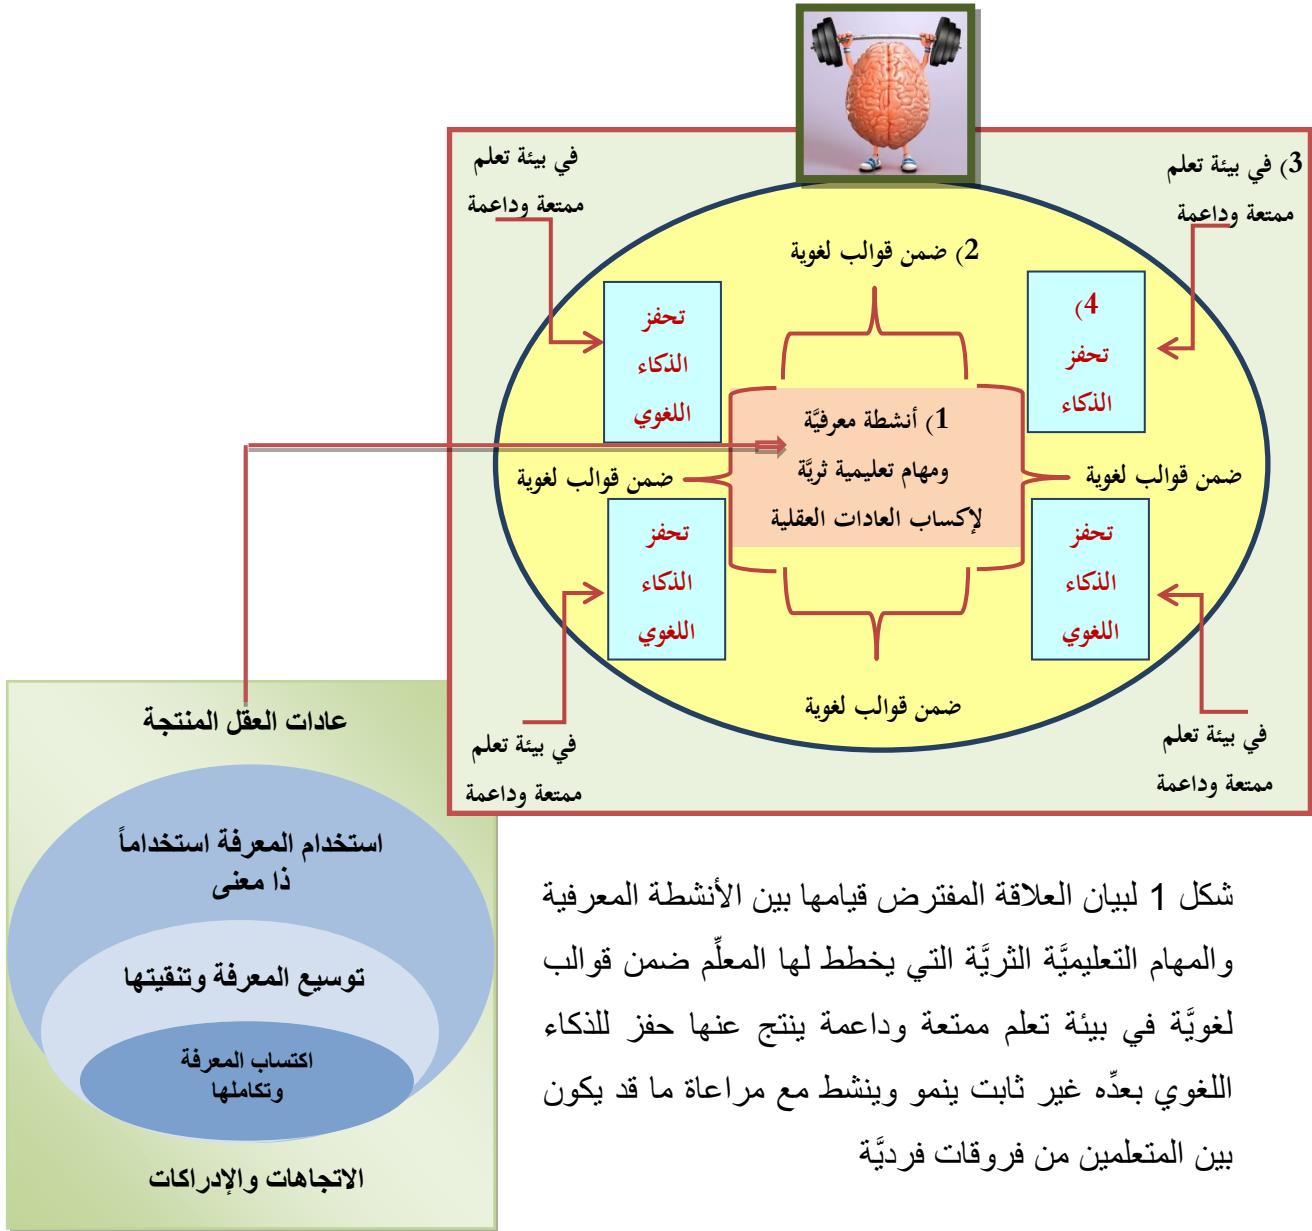 3) في بيئة تعلم
ممتعة وداعمة
في بيئة تعلم
ممتعة وداعمة
2) ضمن قوالب لغوية
4)
تحفز
الذكاء
تحفز
الذكاء
اللغوي
1) أنشطة معرفيَّة
ومهام تعليمية ثريَّة
لإكساب العادات العقلية
ضمن قوالب لغوية
ضمن قوالب لغوية
تحفز
الذكاء
اللغوي
تحفز
الذكاء
اللغوي
ضمن قوالب لغوية
في بيئة تعلم
ممتعة وداعمة
في بيئة تعلم
ممتعة وداعمة
عادات العقل المنتجة
استخدام المعرفة استخداماً
ذا معنى
توسيع المعرفة وتنقيتها
اكتساب المعرفة
وتكاملها
الاتجاهات والإدراكات
شكل 1 لبيان العلاقة المفترض قيامها بين الأنشطة المعرفية
والمهام التعليميَّة الثريَّة التي يخطط لها المعلِّم ضمن قوالب
لغويَّة في بيئة تعلم ممتعة وداعمة ينتج عنها حفز للذكاء
اللغوي بعدِّه غير ثابت ينمو وينشط مع مراعاة ما قد يكون
بين المتعلمين من فروقات فرديَّة